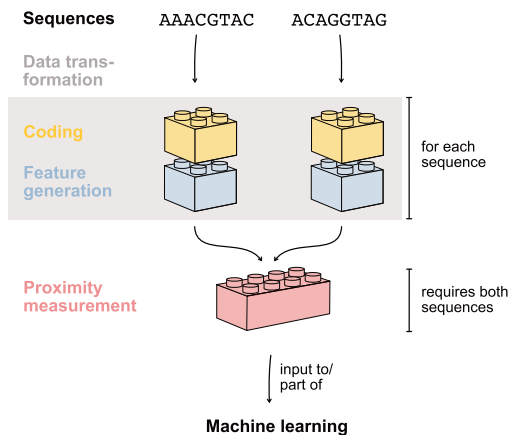 Sequences AAACGTAC ACAGGTAG
Data trans-
formation
Coding
Feature
generation
for each
sequence
Proximity
measurement
requires both
sequences
input to/
part of
Machine learning